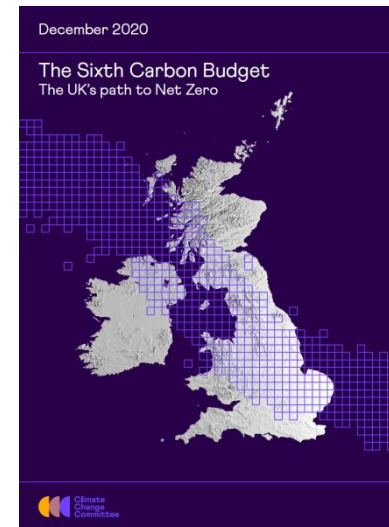 December 2020
The Sixth Carbon Budget
The UK's path to Net Zero
Climate
Change
Committee